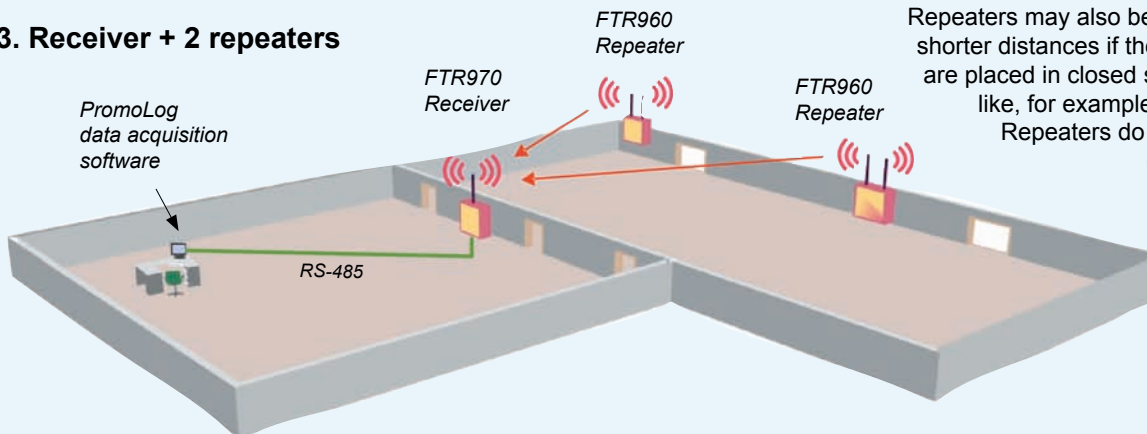 3. Receiver + 2 repeaters
FTR960
Repeater
Repeaters may also be
shorter distances if the
are placed in closed
like, for example
Repeaters do
FTR970
Receiver
FTR960
Repeater
PromoLog
data acquisition
software
RS-485